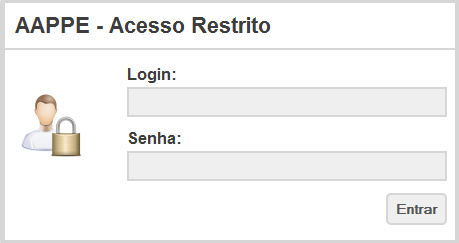 AAPPE - Acesso Restrito
Login:
Senha:
Entrar